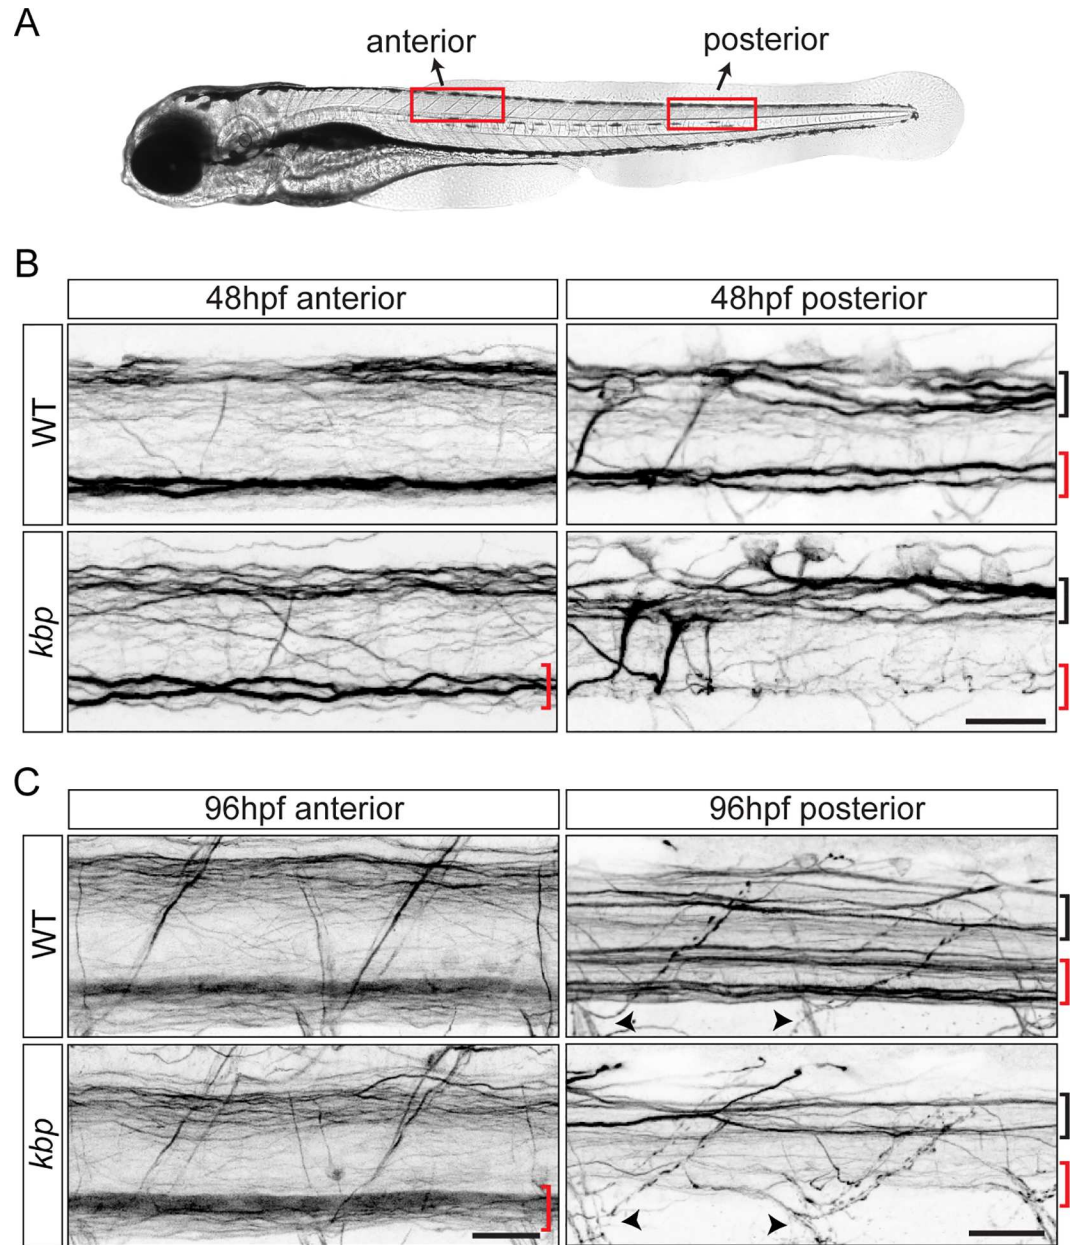 A
anterior
posterior
B
48hpf anterior
48hpf posterior
WT
kbp
C
96hpf anterior
96hpf posterior
WT
kbp